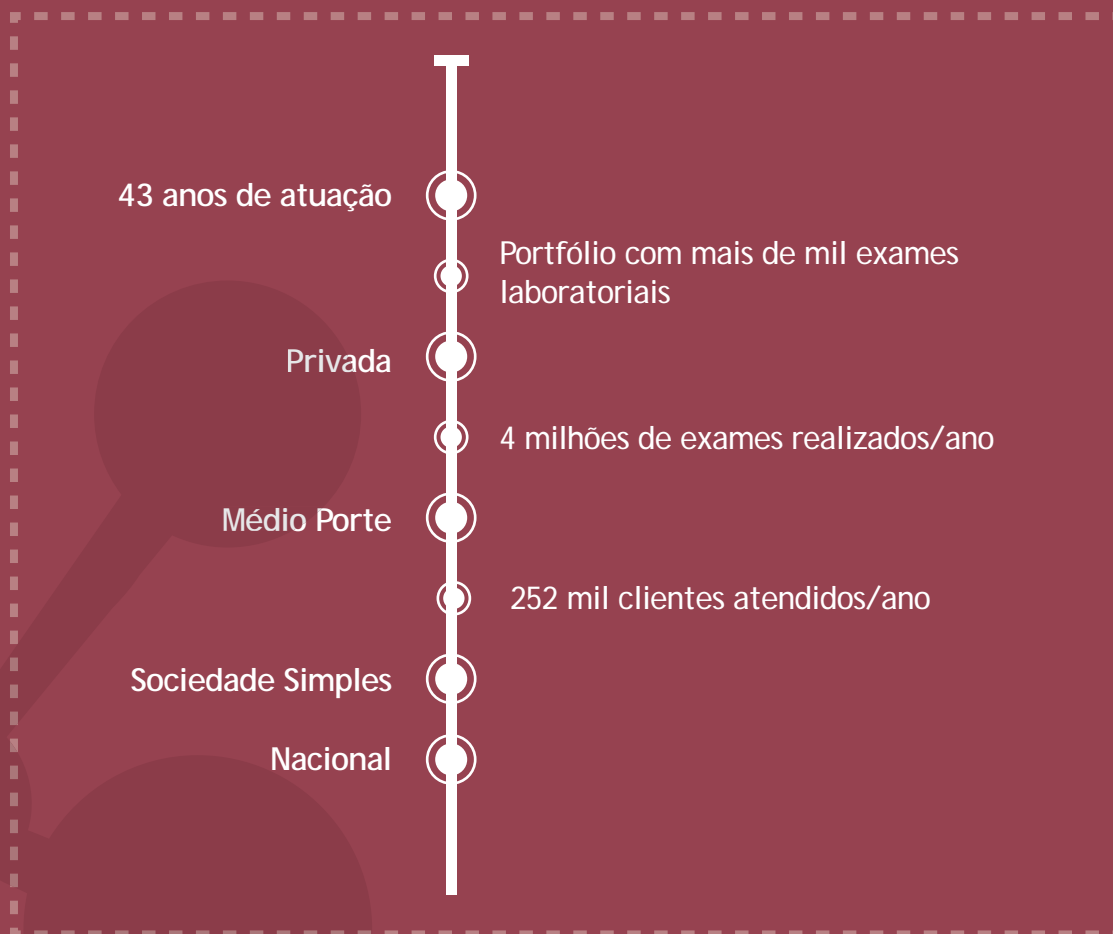 43 anos de atuação
Portfólio com mais de mil exames
laboratoriais
Privada
4 milhões de exames realizados/ano
Médio Porte
252 mil clientes atendidos/ano
Sociedade Simples
Nacional